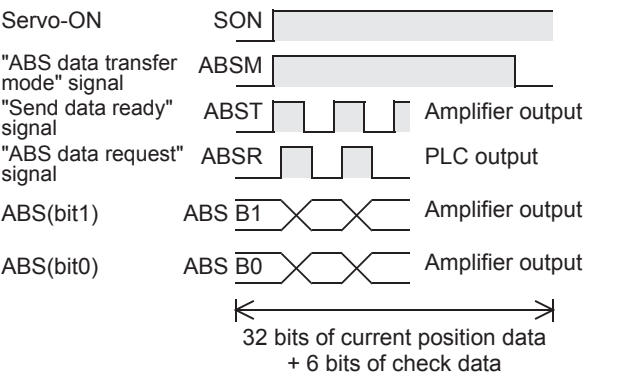 Servo-ON SON
"ABS data transfer mode" signal ABSM
"Send data ready" signal ABST Amplifier output
"ABS data request" signal ABSR PLC output
ABS(bit1) ABS B1 Amplifier output
ABS(bit0) ABS B0 Amplifier output
32 bits of current position data
+ 6 bits of check data